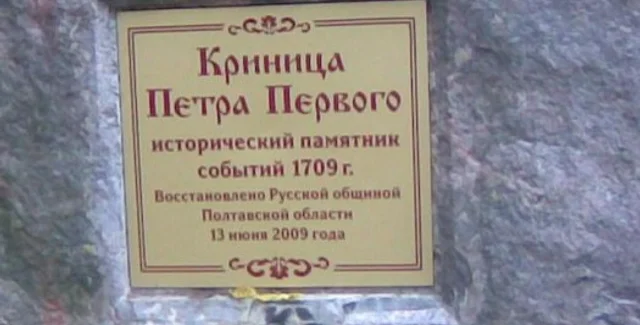 Криница
Петра Первого
исторический памятник
событий 1709 г.
Восстановлено Русской общиной
Полтавской области
13 июня 2009 года